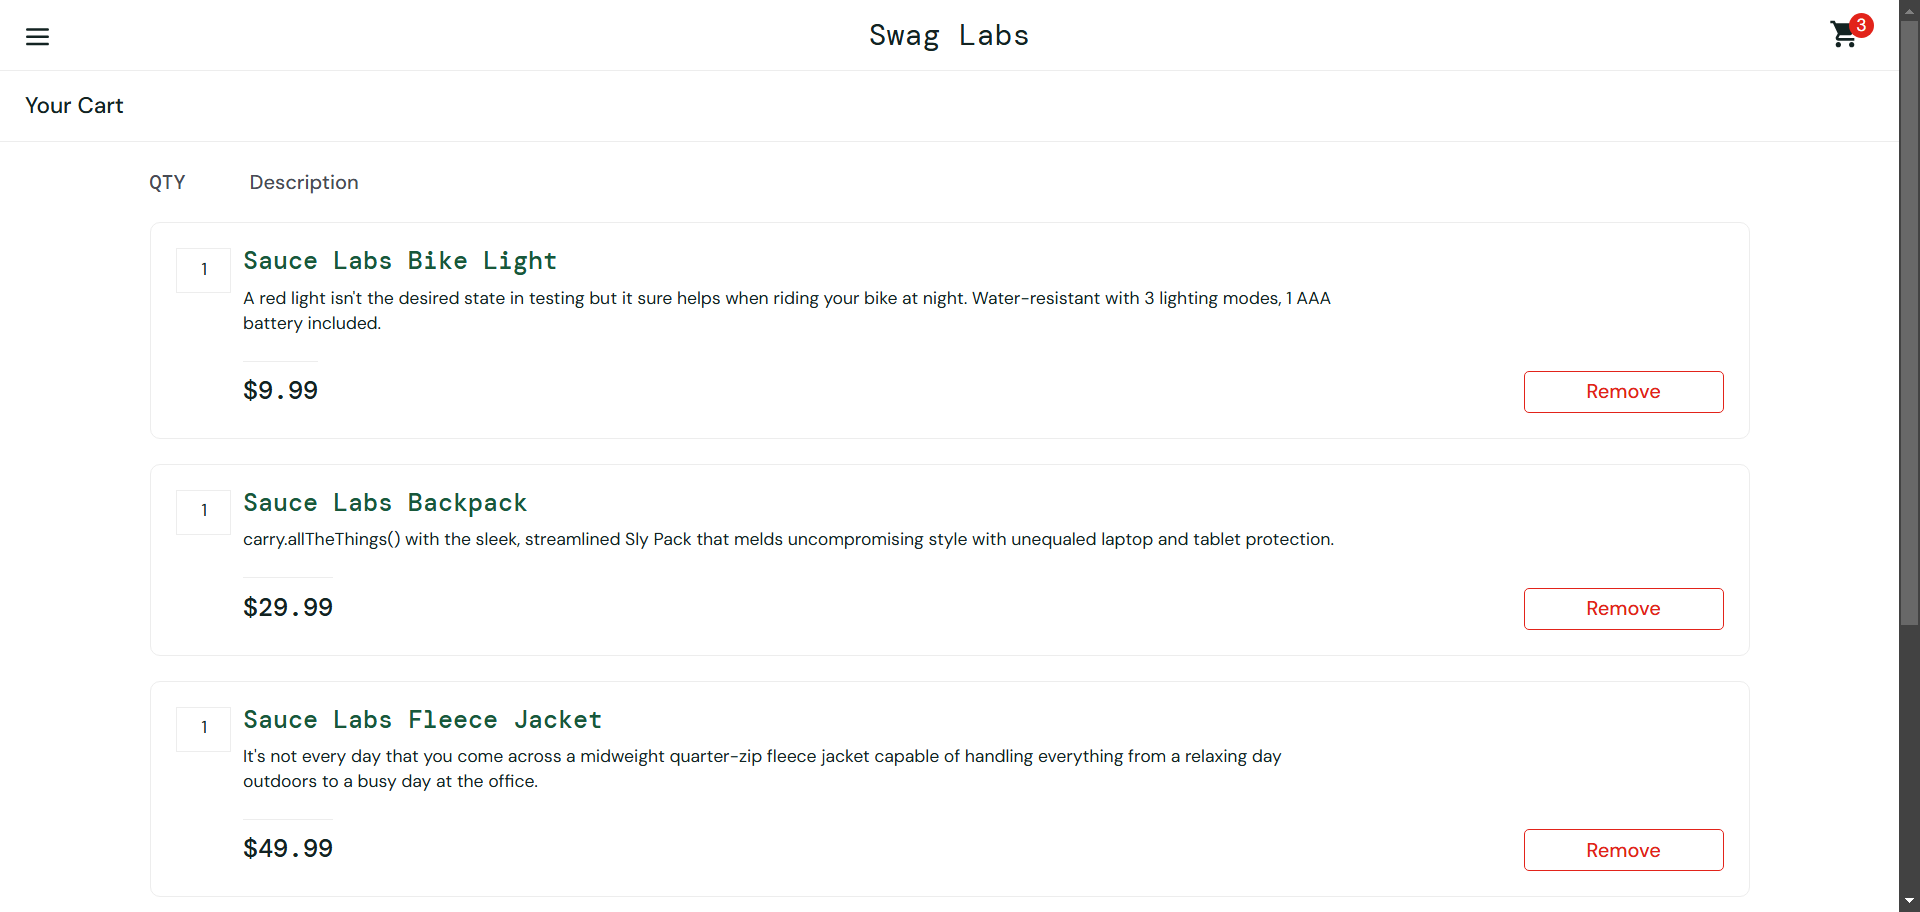 Swag Labs
3
Your Cart
QTY Description
1 Sauce Labs Bike Light
A red light isn't the desired state in testing but it sure helps when riding your bike at night. Water-resistant with 3 lighting modes, 1 AAA
battery included.
$9.99 Remove
1 Sauce Labs Backpack
carry.allTheThings() with the sleek, streamlined Sly Pack that melds uncompromising style with unequaled laptop and tablet protection.
$29.99 Remove
1 Sauce Labs Fleece Jacket
It's not every day that you come across a midweight quarter-zip fleece jacket capable of handling everything from a relaxing day
outdoors to a busy day at the office.
$49.99 Remove